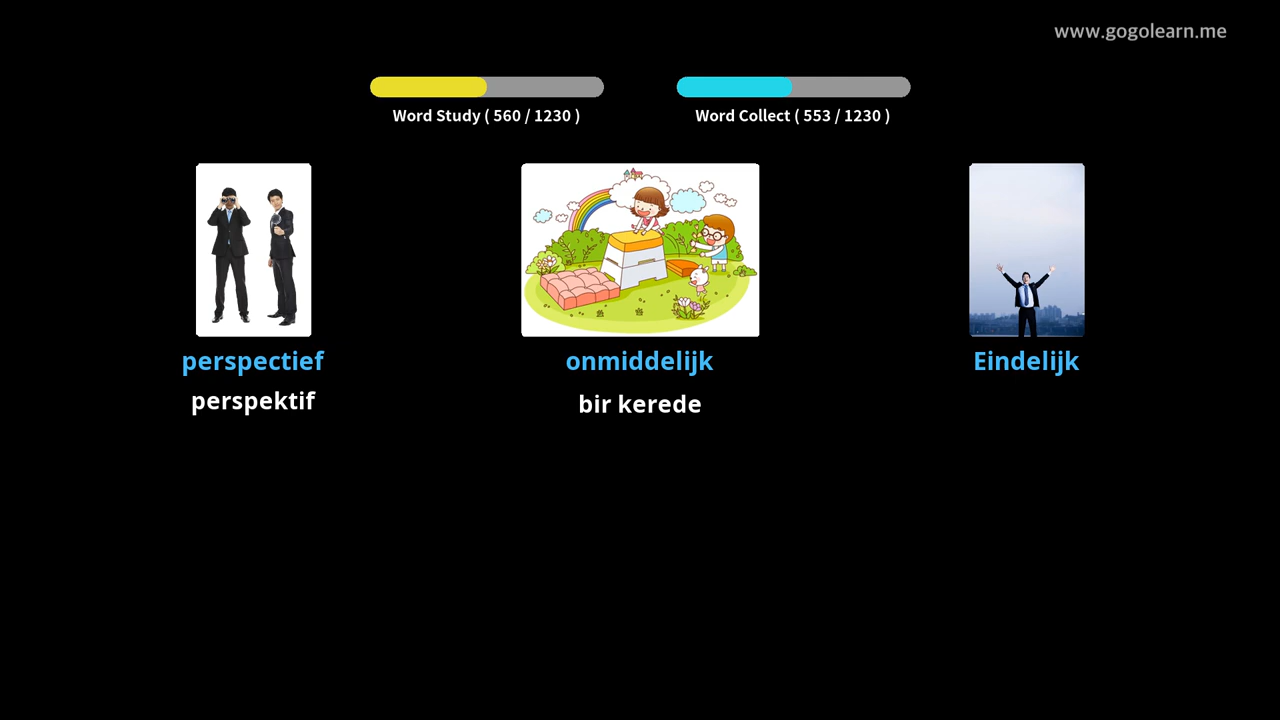 www.gogolearn.me
Word Study ( 560 / 1230 )
Word Collect ( 553 / 1230 )
perspectief
onmiddelijk
Eindelijk
perspektif
bir kerede